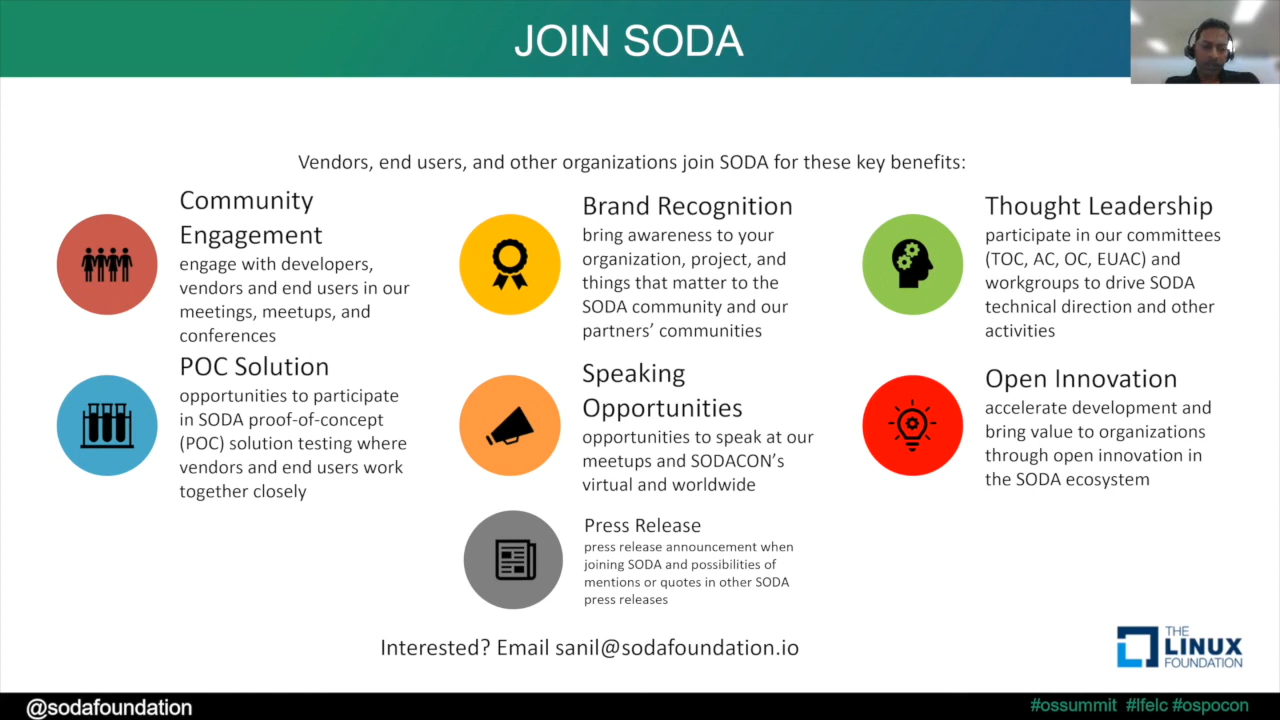 JOIN SODA
Vendors, end users, and other organizations join SODA for these key benefits:
Community
Engagement
engage with developers,
vendors and end users in our
meetings, meetups, and
conferences
Brand Recognition
bring awareness to your
organization, project, and
things that matter to the
SODA community and our
partners’ communities
Thought Leadership
participate in our committees
(TOC, AC, OC, EUAC) and
workgroups to drive SODA
technical direction and other
activities
POC Solution
opportunities to participate
in SODA proof-of-concept
(POC) solution testing where
vendors and end users work
together closely
Speaking
Opportunities
opportunities to speak at our
meetups and SODACON’s
virtual and worldwide
Open Innovation
accelerate development and
bring value to organizations
through open innovation in
the SODA ecosystem
Press Release
press release announcement when
joining SODA and possibilities of
mentions or quotes in other SODA
press releases
Interested? Email sanil@sodafoundation.io
THE
LINUX
FOUNDATION
@sodafoundation
#ossummit #lfelc #ospocon